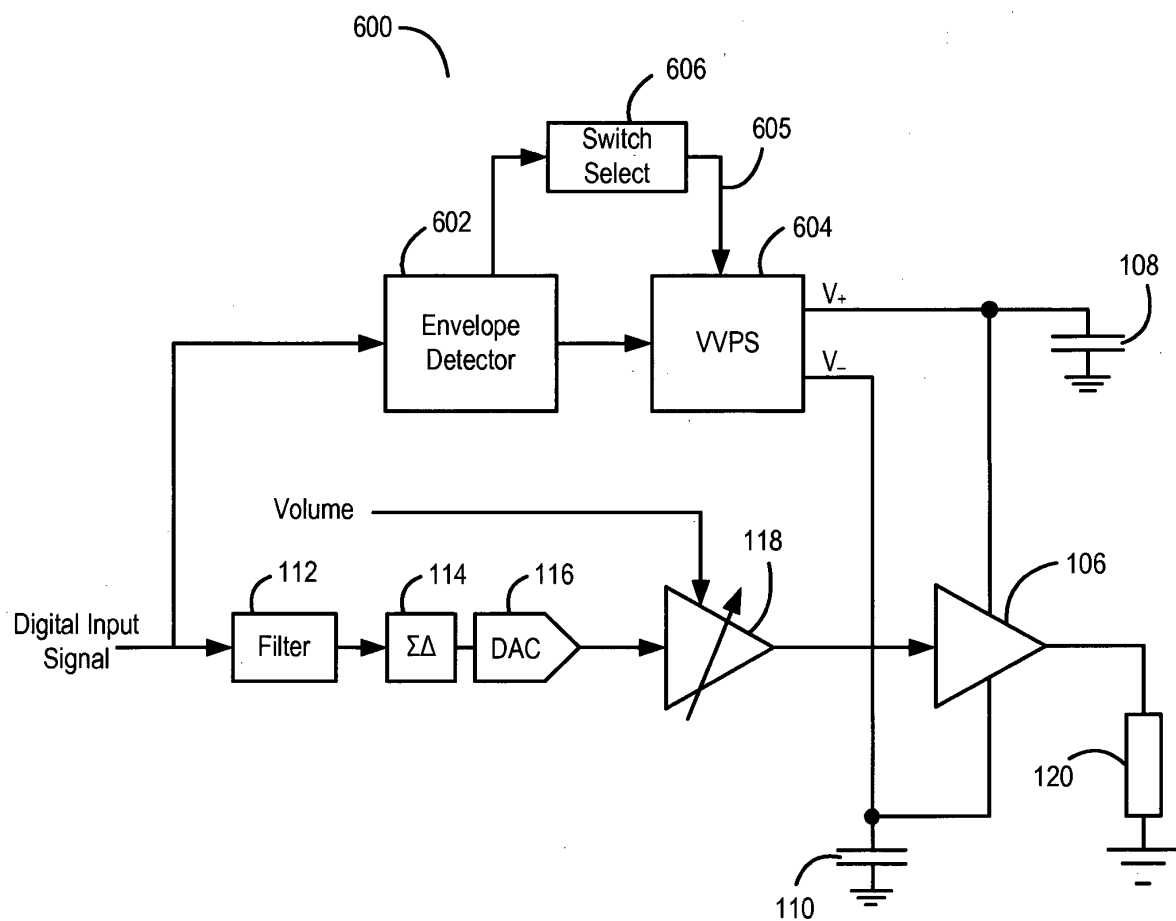 600
606
Switch
Select
605
602
604
108
Envelope
Detector
VVPS
V+
V−
Volume
118
106
112
114
116
Digital Input
Signal
Filter
ΣΔ
DAC
120
110